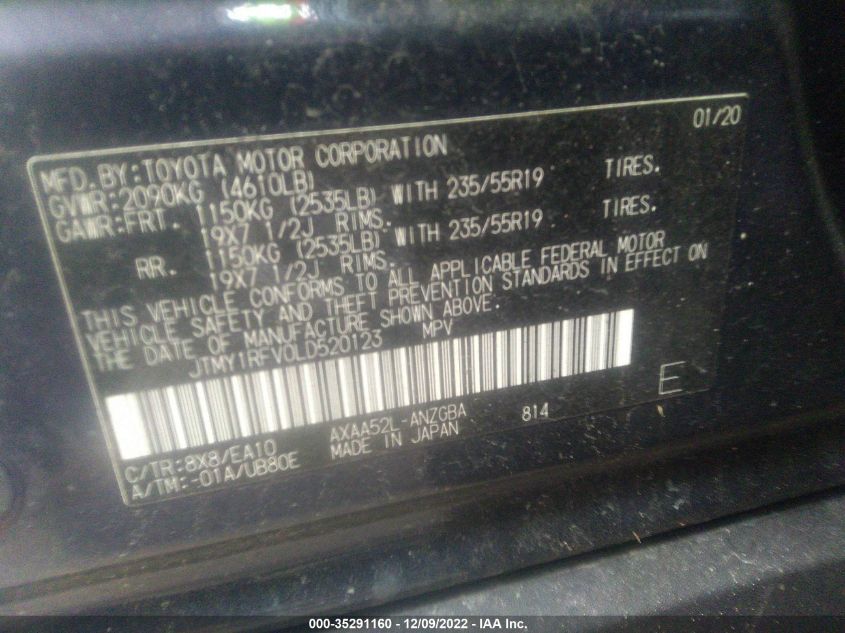 01/20
MFD.BY:TOYOTA MOTOR CORPORATION
GVWR:2090KG (4610LB)
GAWR:FRT. 1150KG (2535LB) WITH 235/55R19 TIRES.
19X7 1/2J RIMS.
RR. 1150KG (2535LB) WITH 235/55R19 TIRES.
19X7 1/2J RIMS.
THIS VEHICLE CONFORMS TO ALL APPLICABLE FEDERAL MOTOR
VEHICLE SAFETY AND THEFT PREVENTION STANDARDS IN EFFECT ON
THE DATE OF MANUFACTURE SHOWN ABOVE.
JTMY1RFV0LD520123 MPV
E
C/TR:8X8/EA10 AXAA52L-ANZGBA 814
A/TM:-01A/UB80E MADE IN JAPAN
000-35291160 - 12/09/2022 - IAA Inc.